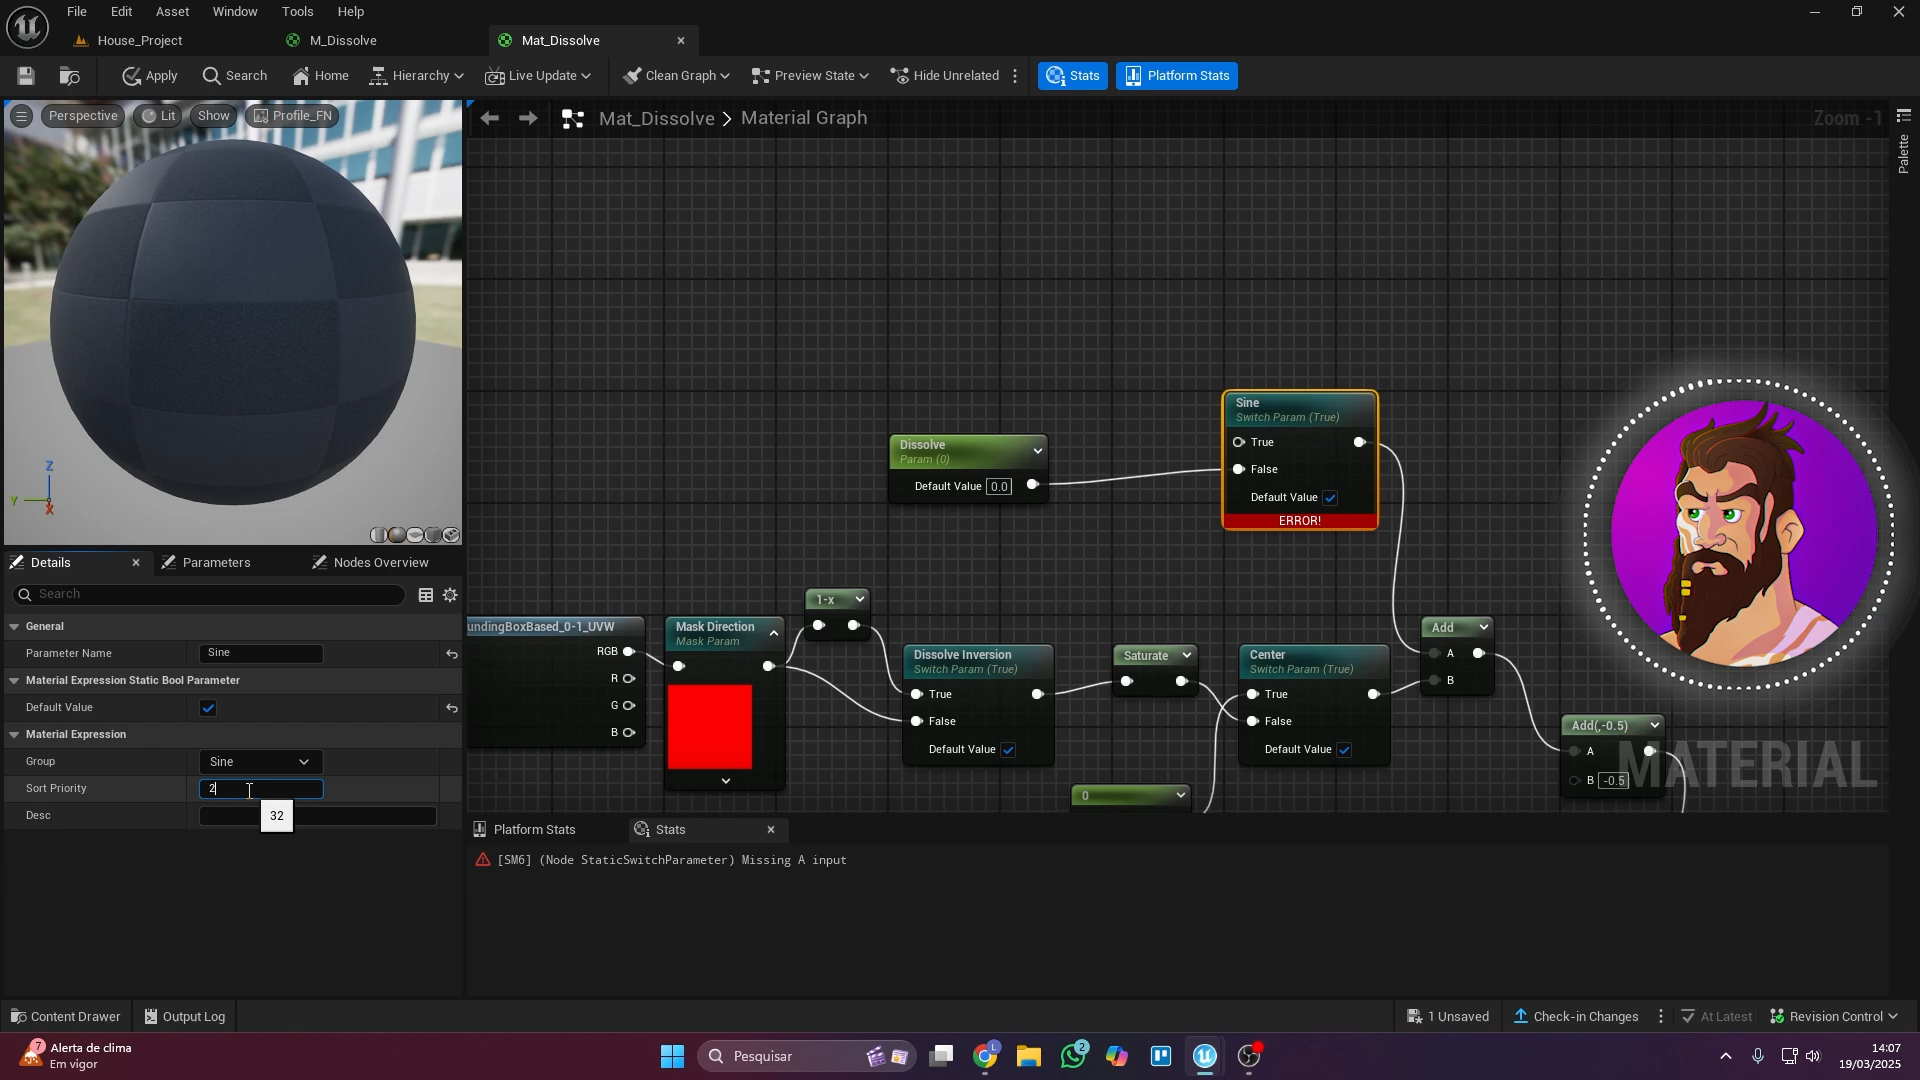 File Edit Asset Window Tools Help
House_Project M_Dissolve Mat_Dissolve
Apply Search Home Hierarchy Live Update Clean Graph Preview State Hide Unrelated Stats Platform Stats
Perspective Lit Show Profile_FN
Mat_Dissolve > Material Graph
Zoom -1
Palette
Sine
Switch Param (True)
True
False
Default Value
ERROR!
Dissolve
Param (0)
Default Value 0.0
Z
Y
X
Details Parameters Nodes Overview
Search
General
Parameter Name Sine
Material Expression Static Bool Parameter
Default Value
Material Expression
Group Sine
Sort Priority 2
32
Desc
undingBoxBased_0-1_UVW
RGB
R
G
B
Mask Direction
Mask Param
1-x
Dissolve Inversion
Switch Param (True)
True
False
Default Value
Saturate
Center
Switch Param (True)
True
False
Default Value
0
Add
A
B
Add(,-0.5)
A
B -0.5
MATERIAL
Platform Stats Stats
[SM6] (Node StaticSwitchParameter) Missing A input
Content Drawer Output Log
1 Unsaved Check-in Changes At Latest Revision Control
7
Alerta de clima
Em vigor
Pesquisar
L
2
14:07
19/03/2025